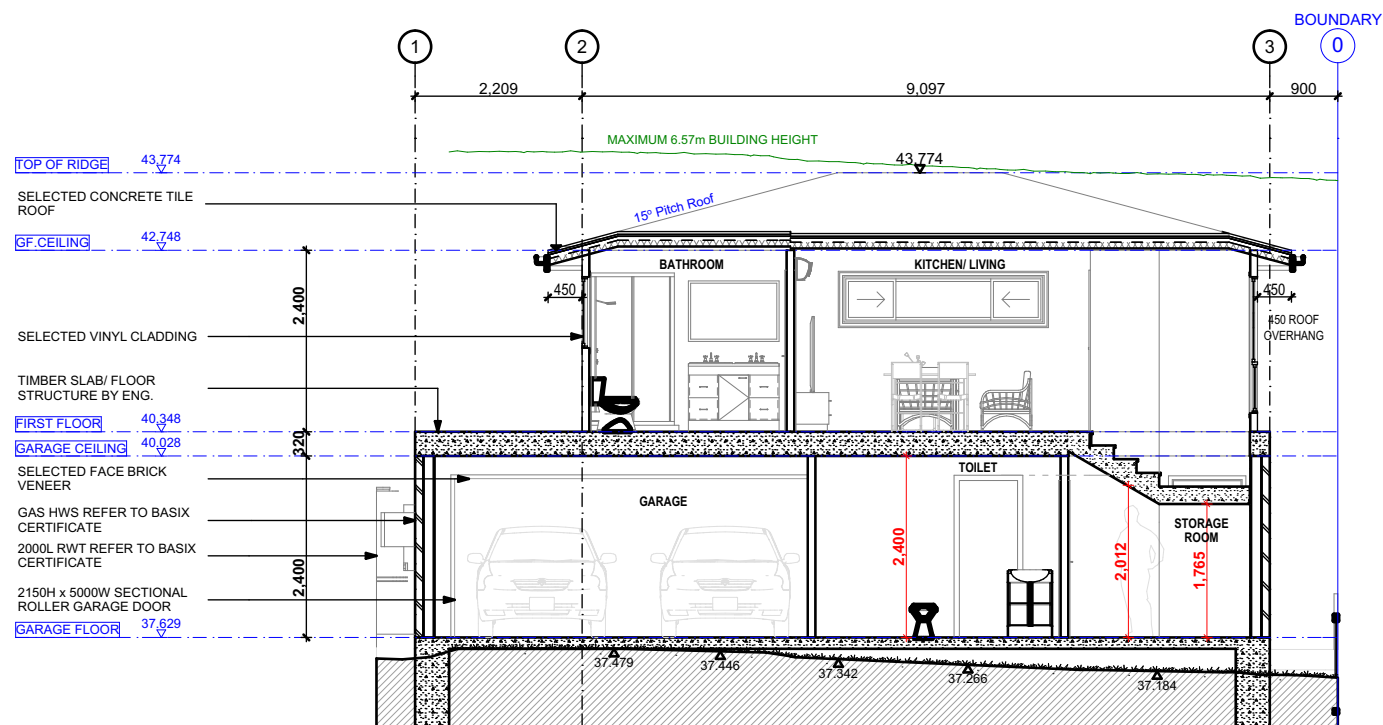 BOUNDARY
1
2
3
0
2,209
9,097
900
MAXIMUM 6.57m BUILDING HEIGHT
TOP OF RIDGE 43.774
43.774
SELECTED CONCRETE TILE
ROOF
15º Pitch Roof
GF.CEILING 42.748
BATHROOM
KITCHEN/ LIVING
450
450
2,400
450 ROOF
OVERHANG
SELECTED VINYL CLADDING
TIMBER SLAB/ FLOOR
STRUCTURE BY ENG.
FIRST FLOOR 40.348
320
GARAGE CEILING 40.028
SELECTED FACE BRICK
VENEER
TOILET
GARAGE
GAS HWS REFER TO BASIX
CERTIFICATE
STORAGE
ROOM
2000L RWT REFER TO BASIX
CERTIFICATE
2,400
2,400
2,012
1,765
2150H x 5000W SECTIONAL
ROLLER GARAGE DOOR
GARAGE FLOOR 37.629
37.479
37.446
37.342
37.266
37.184